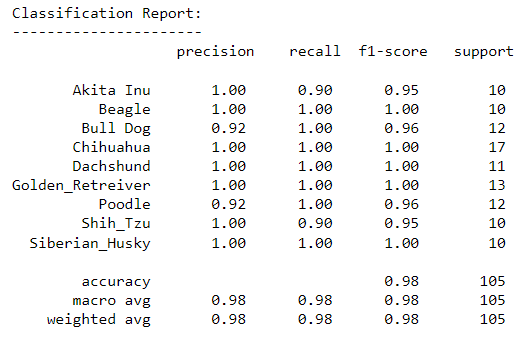 Classification Report:
----------------------
precision recall f1-score support
Akita Inu 1.00 0.90 0.95 10
Beagle 1.00 1.00 1.00 10
Bull Dog 0.92 1.00 0.96 12
Chihuahua 1.00 1.00 1.00 17
Dachshund 1.00 1.00 1.00 11
Golden_Retreiver 1.00 1.00 1.00 13
Poodle 0.92 1.00 0.96 12
Shih_Tzu 1.00 0.90 0.95 10
Siberian_Husky 1.00 1.00 1.00 10
accuracy 0.98 105
macro avg 0.98 0.98 0.98 105
weighted avg 0.98 0.98 0.98 105